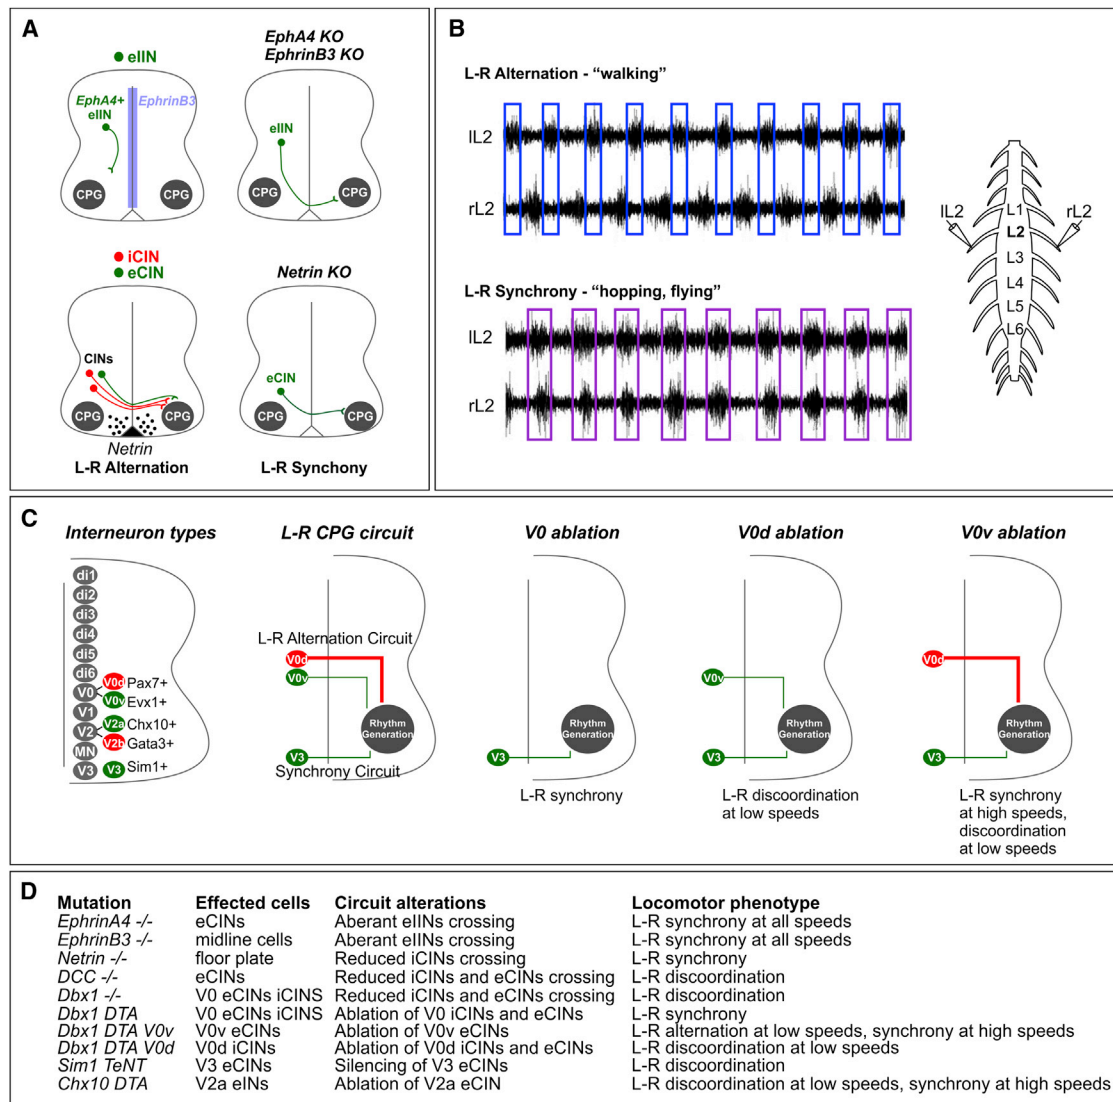 A
eIIN
EphA4 KO
EphrinB3 KO
EphA4+
eIIN
EphrinB3
eIIN
CPG
CPG
CPG
CPG
iCIN
eCIN
Netrin KO
CINs
eCIN
CPG
CPG
CPG
CPG
Netrin
L-R Alternation
L-R Synchony
B
L-R Alternation - “walking”
lL2
rL2
L-R Synchrony - “hopping, flying”
lL2
rL2
lL2
rL2
L1
L2
L3
L4
L5
L6
C
Interneuron types
di1
di2
di3
di4
di5
di6
V0
V1
V2
MN
V3
V0d Pax7+
V0v Evx1+
V2a Chx10+
V2b Gata3+
V3 Sim1+
L-R CPG circuit
L-R Alternation Circuit
V0d
V0v
Rhythm
Generation
V3
Synchrony Circuit
V0 ablation
Rhythm
Generation
V3
L-R synchrony
V0d ablation
V0v
Rhythm
Generation
V3
L-R discoordination
at low speeds
V0v ablation
V0d
Rhythm
Generation
V3
L-R synchrony
at high speeds,
discoordination
at low speeds
D
Mutation Effected cells Circuit alterations Locomotor phenotype
EphrinA4 -/- eCINs Aberant eIINs crossing L-R synchrony at all speeds
EphrinB3 -/- midline cells Aberant eIINs crossing L-R synchrony at all speeds
Netrin -/- floor plate Reduced iCINs crossing L-R synchrony
DCC -/- eCINs Reduced iCINs and eCINs crossing L-R discoordination
Dbx1 -/- V0 eCINs iCINS Reduced iCINs and eCINs crossing L-R discoordination
Dbx1 DTA V0 eCINs iCINS Ablation of V0 iCINs and eCINs L-R synchrony
Dbx1 DTA V0v V0v eCINs Ablation of V0v eCINs L-R alternation at low speeds, synchrony at high speeds
Dbx1 DTA V0d V0d iCINs Ablation of V0d iCINs and eCINs L-R discoordination at low speeds
Sim1 TeNT V3 eCINs Silencing of V3 eCINs L-R discoordination
Chx10 DTA V2a eINs Ablation of V2a eCIN L-R discoordination at low speeds, synchrony at high speeds